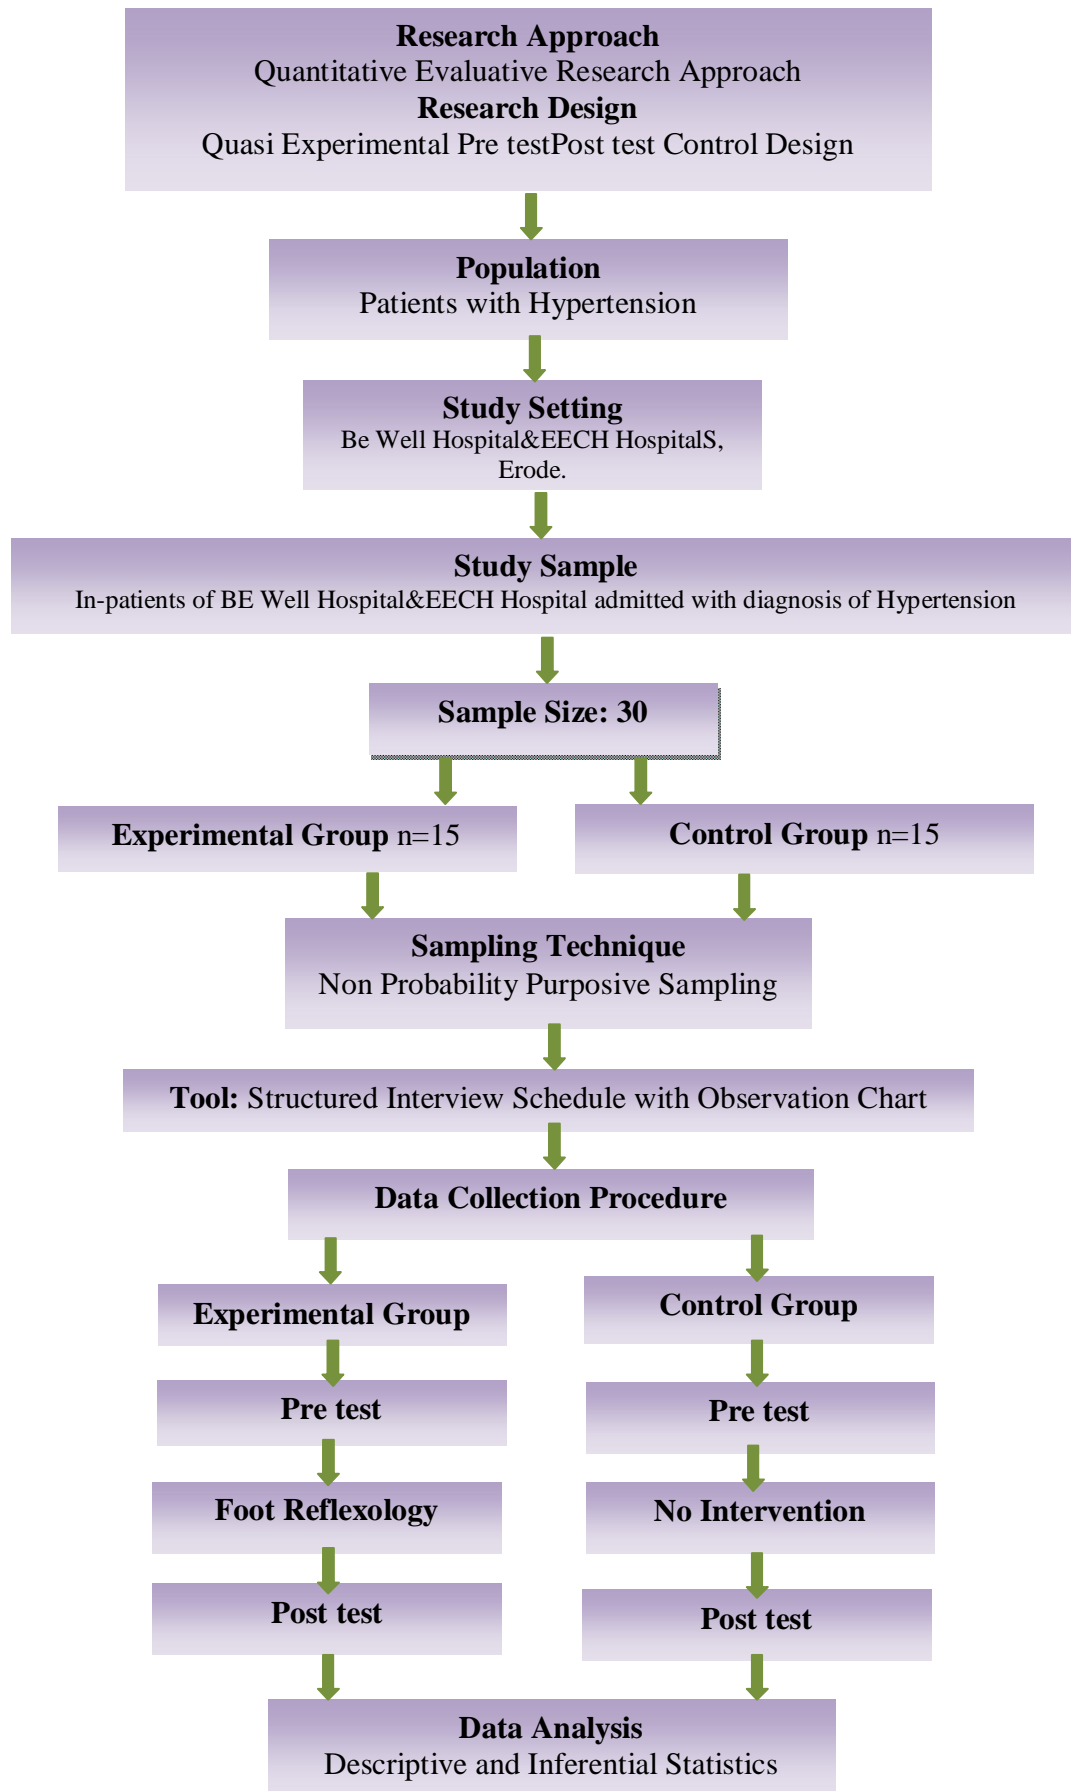 Research Approach
Quantitative Evaluative Research Approach
Research Design
Quasi Experimental Pre testPost test Control Design
Population
Patients with Hypertension
Study Setting
Be Well Hospital&EECH HospitalS,
Erode.
Study Sample
In-patients of BE Well Hospital&EECH Hospital admitted with diagnosis of Hypertension
Sample Size: 30
Experimental Group n=15
Control Group n=15
Sampling Technique
Non Probability Purposive Sampling
Tool: Structured Interview Schedule with Observation Chart
Data Collection Procedure
Experimental Group
Control Group
Pre test
Pre test
Foot Reflexology
No Intervention
Post test
Post test
Data Analysis
Descriptive and Inferential Statistics